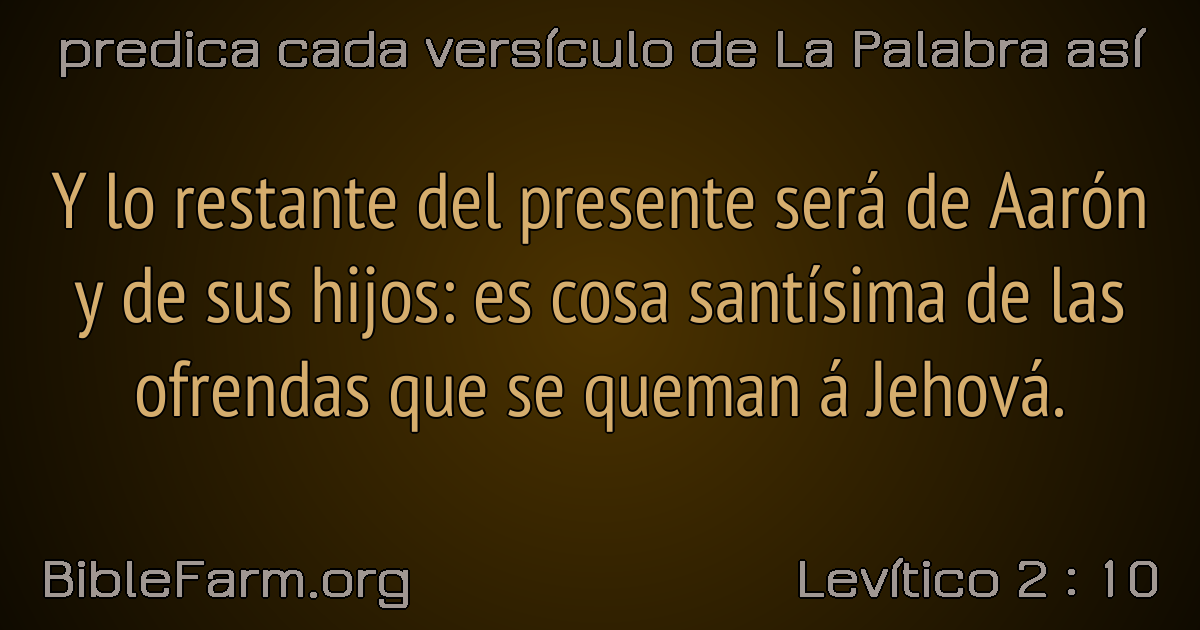 predica cada versículo de La Palabra así
Y lo restante del presente será de Aarón
y de sus hijos: es cosa santísima de las
ofrendas que se queman á Jehová.
BibleFarm.org
Levítico 2 : 10